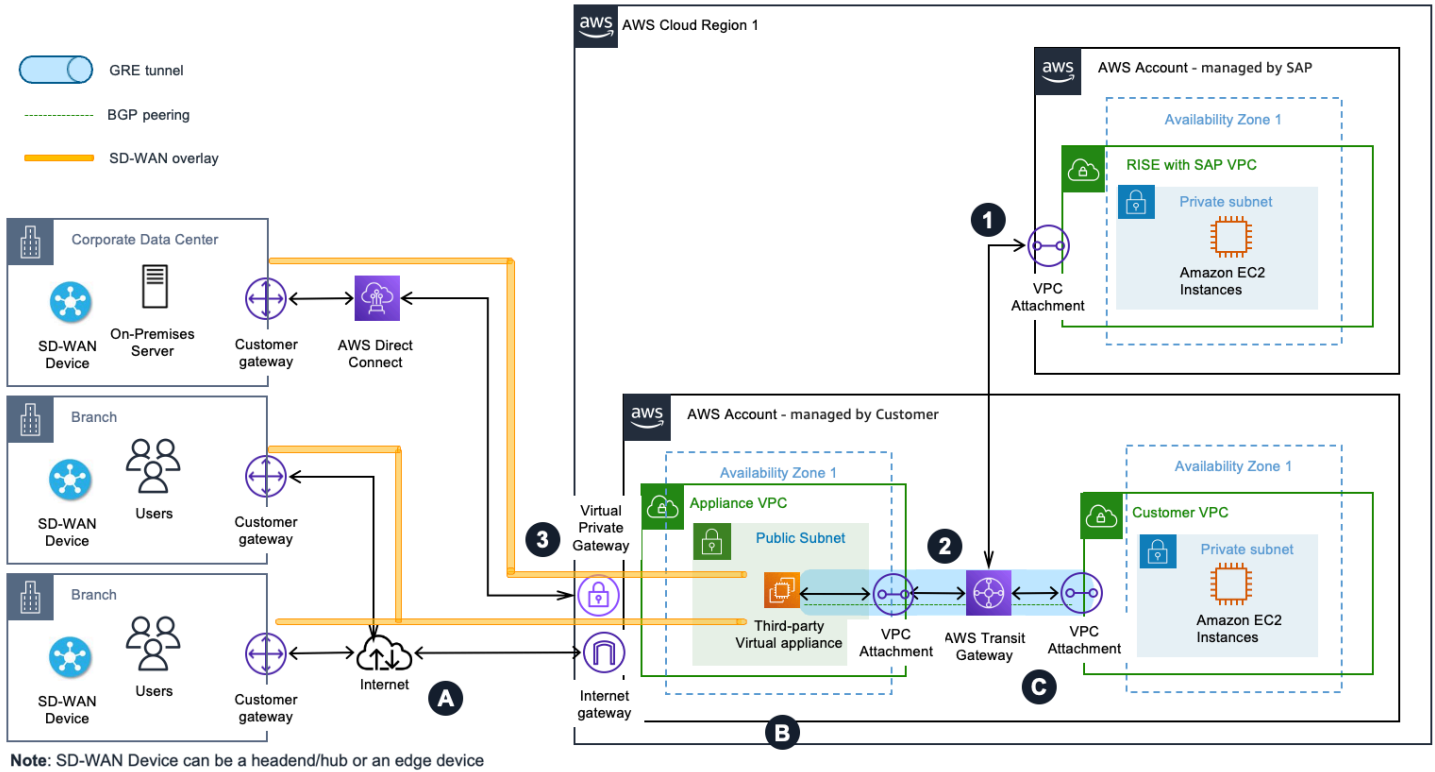 aws
AWS Cloud Region 1
GRE tunnel
BGP peering
SD-WAN overlay
aws
AWS Account - managed by SAP
Availability Zone 1
RISE with SAP VPC
Private subnet
Amazon EC2
Instances
1
VPC
Attachment
Corporate Data Center
SD-WAN
Device
On-Premises
Server
Customer
gateway
AWS Direct
Connect
Branch
SD-WAN
Device
Users
Customer
gateway
Branch
SD-WAN
Device
Users
Customer
gateway
Internet
A
3
Virtual
Private
Gateway
Internet
gateway
aws
AWS Account - managed by Customer
Availability Zone 1
Appliance VPC
Public Subnet
Third-party
Virtual appliance
VPC
Attachment
2
AWS Transit
Gateway
C
VPC
Attachment
Availability Zone 1
Customer VPC
Private subnet
Amazon EC2
Instances
B
Note: SD-WAN Device can be a headend/hub or an edge device